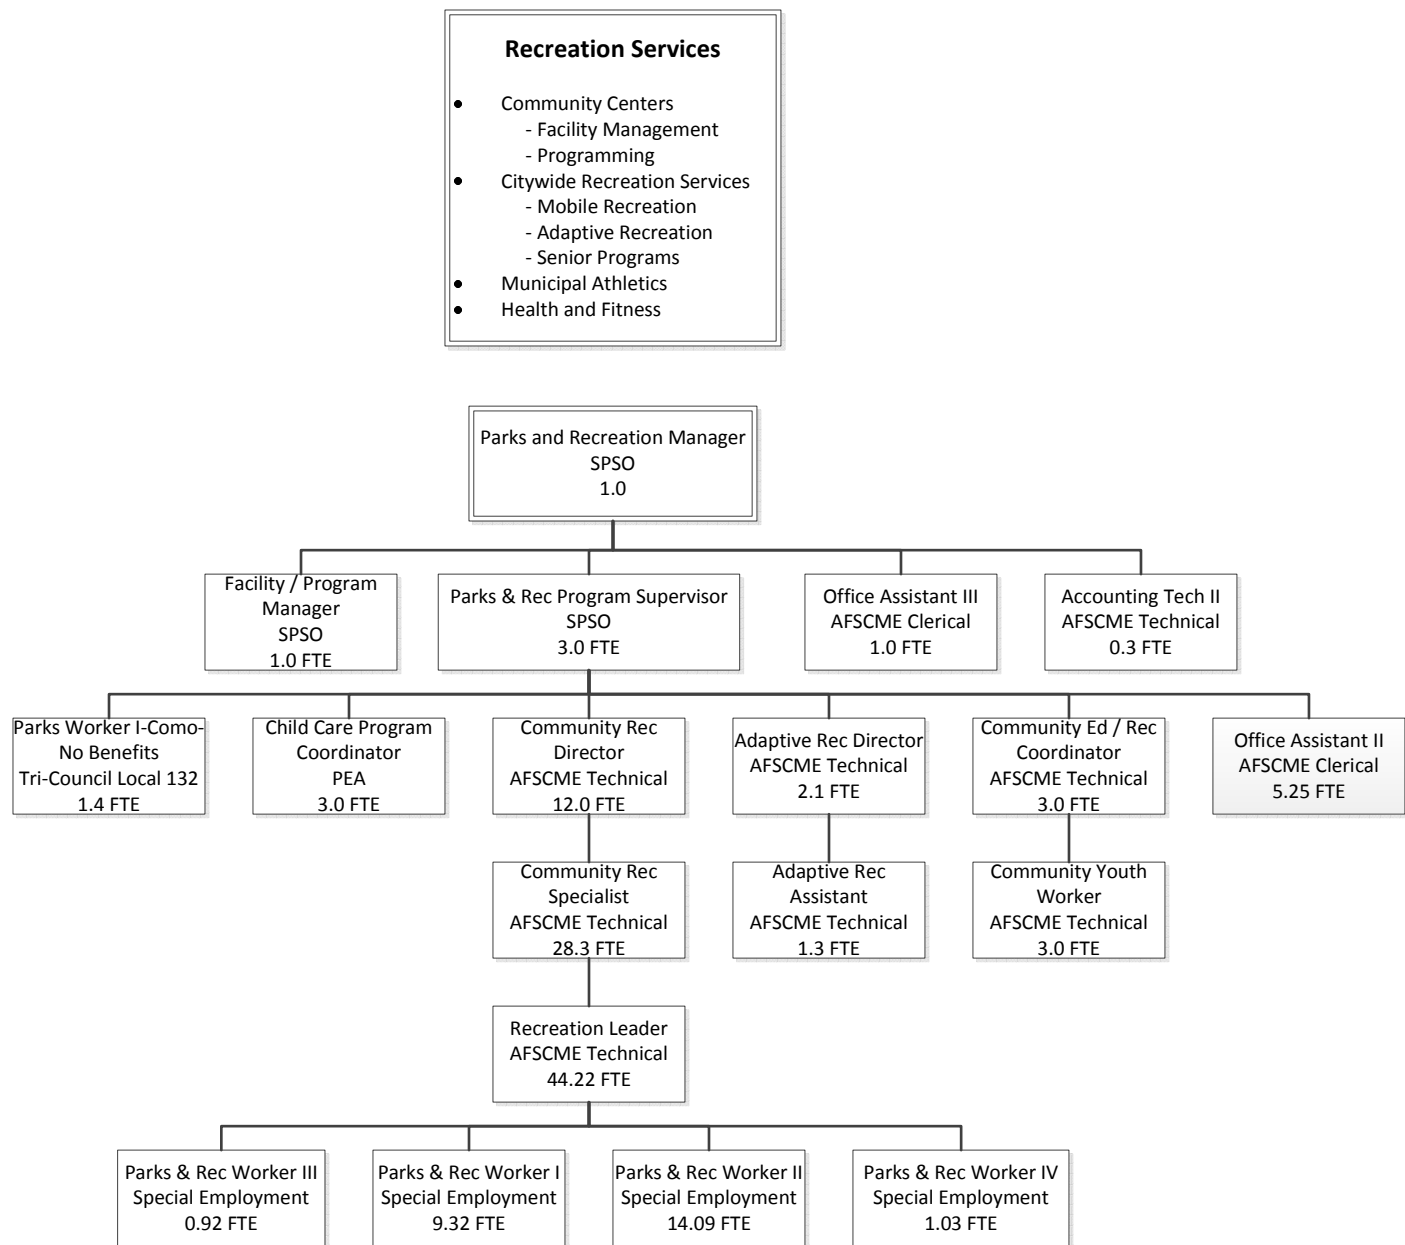 Recreation Services
• Community Centers
- Facility Management
- Programming
• Citywide Recreation Services
- Mobile Recreation
- Adaptive Recreation
- Senior Programs
• Municipal Athletics
• Health and Fitness
Parks and Recreation Manager
SPSO
1.0
Facility / Program
Manager
SPSO
1.0 FTE
Parks & Rec Program Supervisor
SPSO
3.0 FTE
Office Assistant III
AFSCME Clerical
1.0 FTE
Accounting Tech II
AFSCME Technical
0.3 FTE
Parks Worker I-Como-
No Benefits
Tri-Council Local 132
1.4 FTE
Child Care Program
Coordinator
PEA
3.0 FTE
Community Rec
Director
AFSCME Technical
12.0 FTE
Adaptive Rec Director
AFSCME Technical
2.1 FTE
Community Ed / Rec
Coordinator
AFSCME Technical
3.0 FTE
Office Assistant II
AFSCME Clerical
5.25 FTE
Community Rec
Specialist
AFSCME Technical
28.3 FTE
Adaptive Rec
Assistant
AFSCME Technical
1.3 FTE
Community Youth
Worker
AFSCME Technical
3.0 FTE
Recreation Leader
AFSCME Technical
44.22 FTE
Parks & Rec Worker III
Special Employment
0.92 FTE
Parks & Rec Worker I
Special Employment
9.32 FTE
Parks & Rec Worker II
Special Employment
14.09 FTE
Parks & Rec Worker IV
Special Employment
1.03 FTE